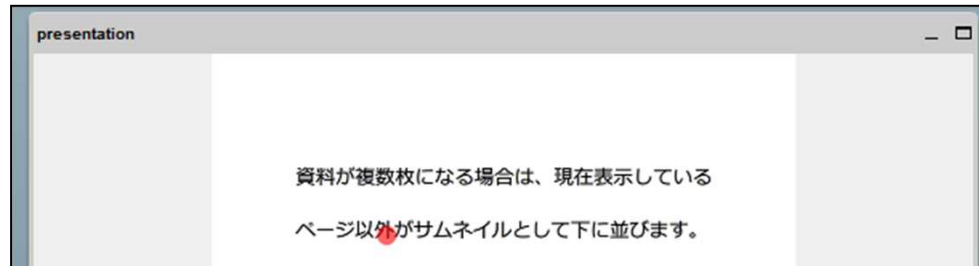 presentation
資料が複数枚になる場合は、現在表示している
ページ以外がサムネイルとして下に並びます。